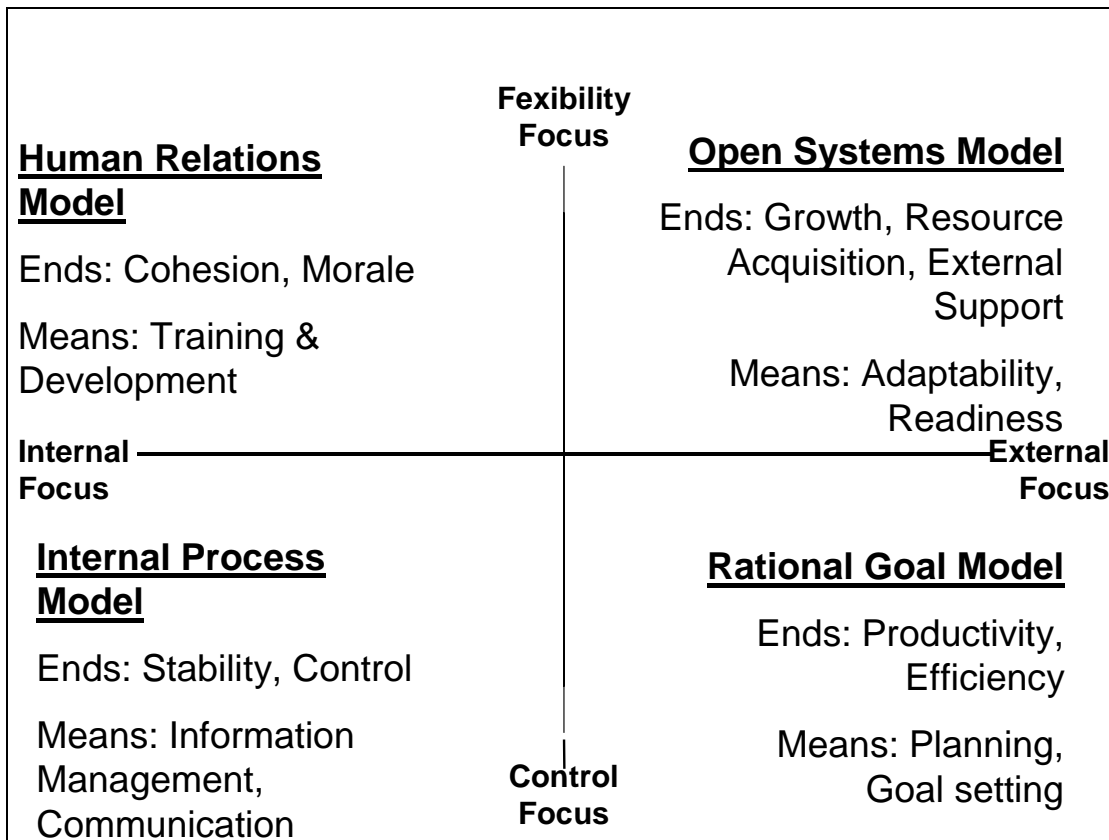 Fexibility
Focus
Human Relations
Model
Ends: Cohesion, Morale
Means: Training &
Development
Open Systems Model
Ends: Growth, Resource
Acquisition, External
Support
Means: Adaptability,
Readiness
Internal
Focus
External
Focus
Internal Process
Model
Ends: Stability, Control
Means: Information
Management,
Communication
Rational Goal Model
Ends: Productivity,
Efficiency
Means: Planning,
Goal setting
Control
Focus